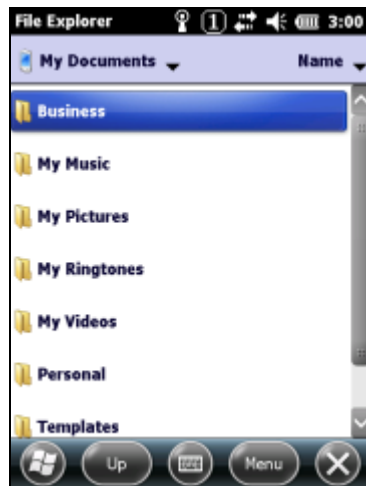 File Explorer 1 3:00
My Documents Name
Business
My Music
My Pictures
My Ringtones
My Videos
Personal
Templates
Up Menu